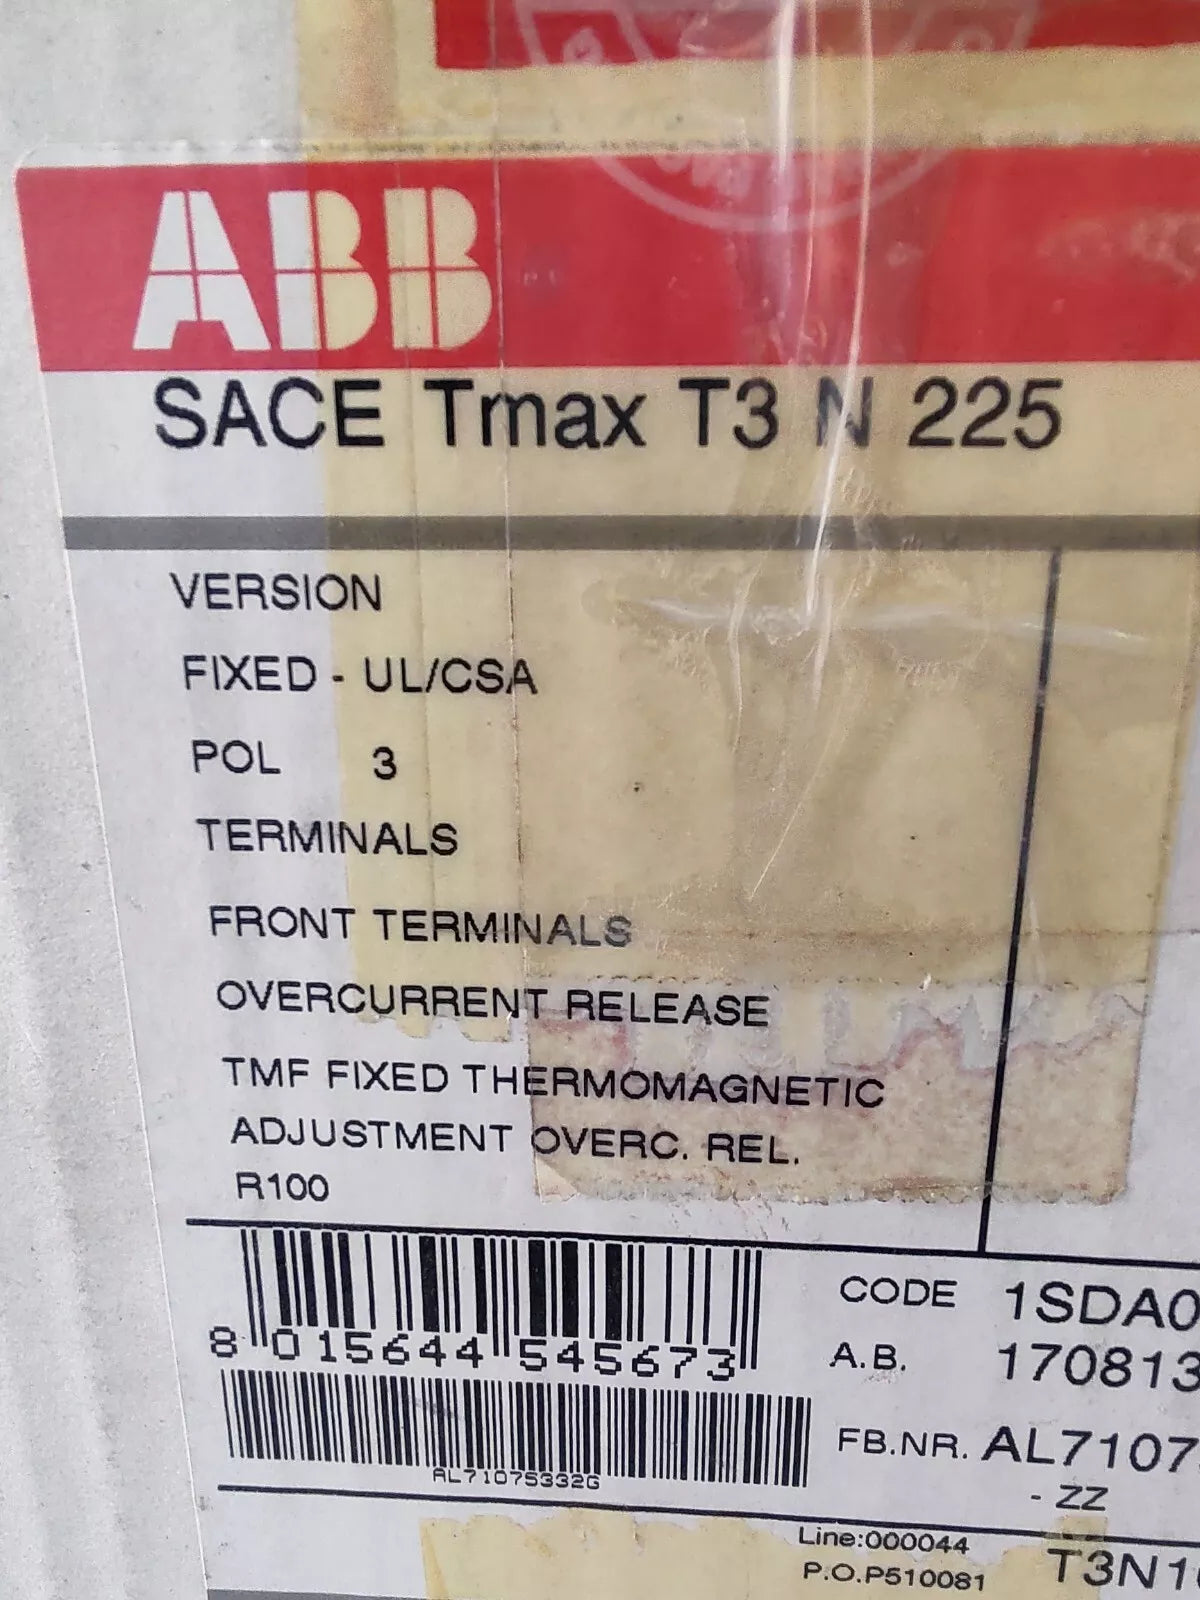 ABB
SACE Tmax T3 N 225
VERSION
FIXED - UL/CSA
POL 3
TERMINALS
FRONT TERMINALS
OVERCURRENT RELEASE
TMF FIXED THERMOMAGNETIC
ADJUSTMENT OVERC. REL.
R100
8 015644 545673
AL71075332G
CODE 1SDA0
A.B. 170813
FB.NR. AL7107
- ZZ
Line:000044
P.O.P510081
T3N1